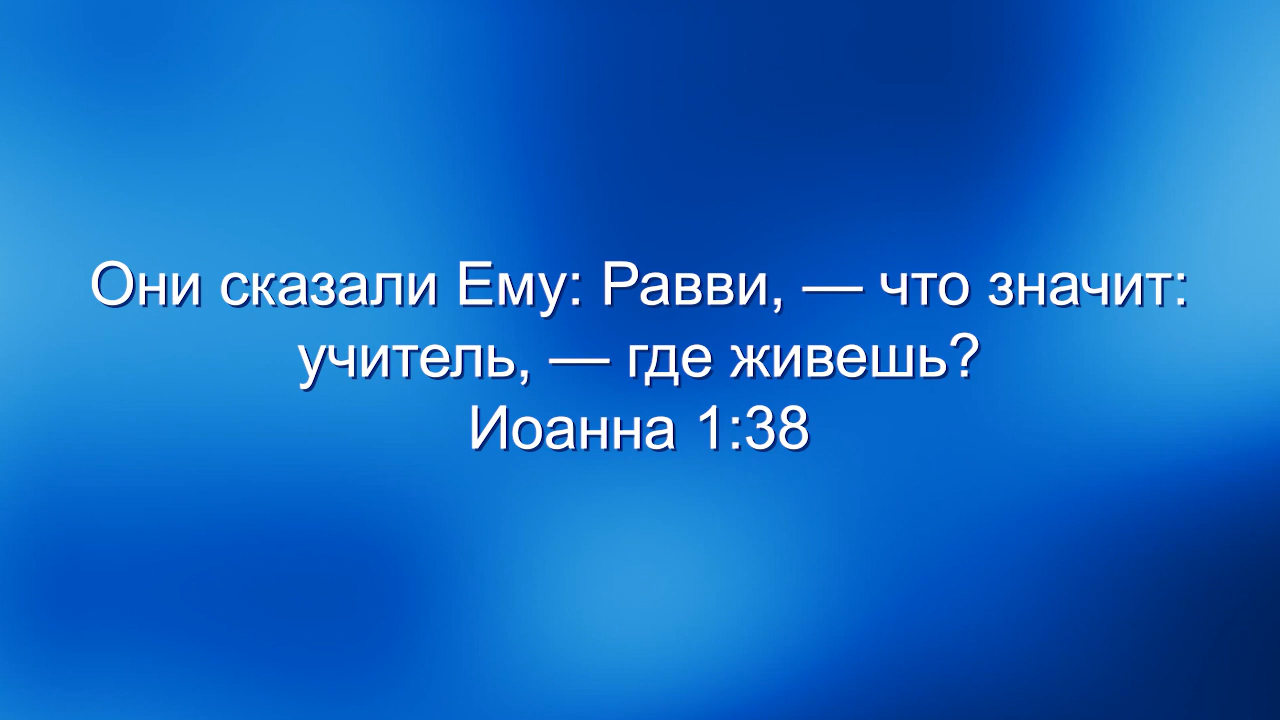 Они сказали Ему: Равви, — что значит:
учитель, — где живешь?
Иоанна 1:38